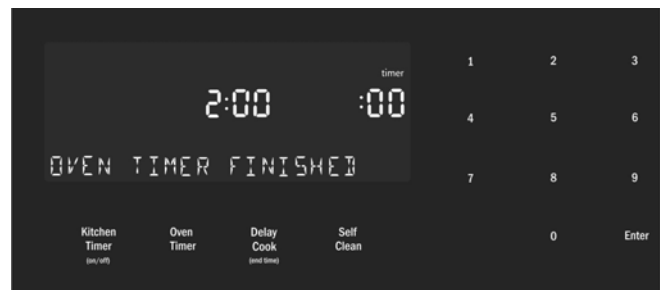 timer
2:00 :00
OVEN TIMER FINISHED
Kitchen Timer (on/off)
Oven Timer
Delay Cook (end time)
Self Clean
1 2 3
4 5 6
7 8 9
0 Enter